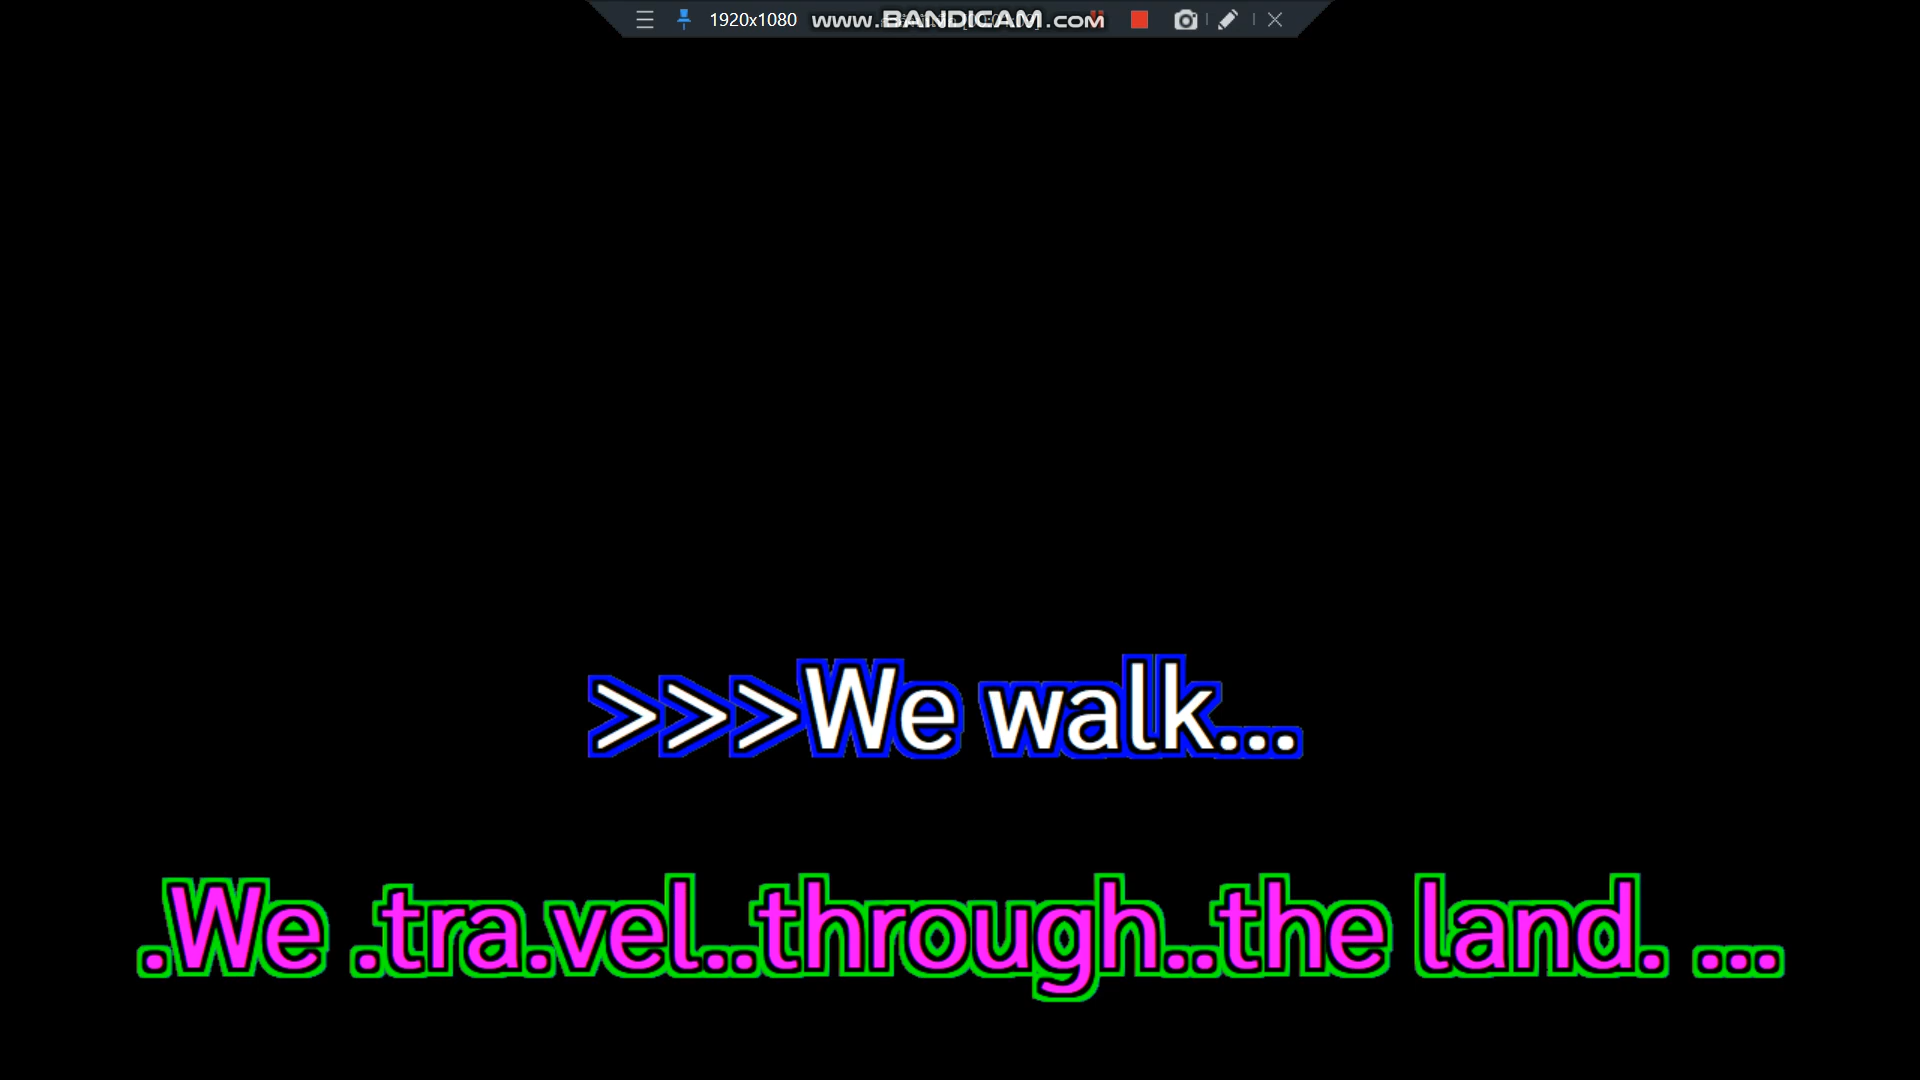 1920x1080 www.BANDICAM.com
>>>We walk...
.We .tra.vel..through..the land. ...